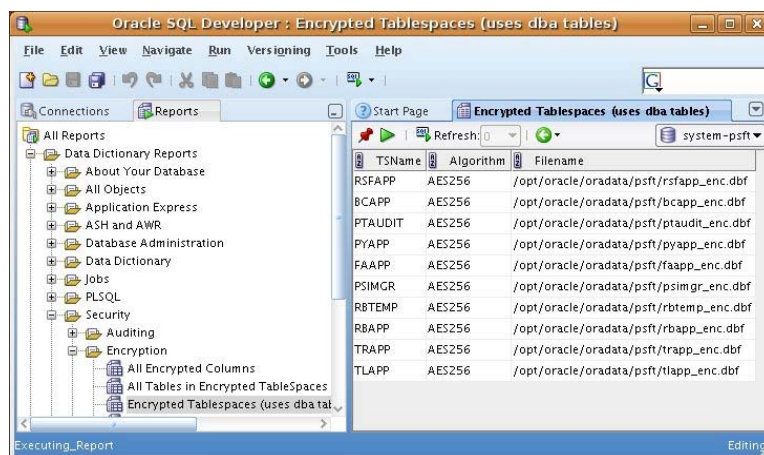 Oracle SQL Developer : Encrypted Tablespaces (uses dba tables)
File Edit View Navigate Run Versioning Tools Help
Connections
Reports
All Reports
Data Dictionary Reports
About Your Database
All Objects
Application Express
ASH and AWR
Database Administration
Data Dictionary
Jobs
PLSQL
Security
Auditing
Encryption
All Encrypted Columns
All Tables in Encrypted TableSpaces
Encrypted Tablespaces (uses dba tal
Start Page
Encrypted Tablespaces (uses dba tables)
Refresh: 0
system-psft
TSName Algorithm Filename
RSFAPP AES256 /opt/oracle/oradata/psft/rsfapp_enc.dbf
BCAPP AES256 /opt/oracle/oradata/psft/bcapp_enc.dbf
PTAUDIT AES256 /opt/oracle/oradata/psft/ptaudit_enc.dbf
PYAPP AES256 /opt/oracle/oradata/psft/pyapp_enc.dbf
FAAPP AES256 /opt/oracle/oradata/psft/faapp_enc.dbf
PSIMGR AES256 /opt/oracle/oradata/psft/psimgr_enc.dbf
RBTEMP AES256 /opt/oracle/oradata/psft/rbtemp_enc.dbf
RBAPP AES256 /opt/oracle/oradata/psft/rbapp_enc.dbf
TRAPP AES256 /opt/oracle/oradata/psft/trapp_enc.dbf
TLAPP AES256 /opt/oracle/oradata/psft/tlapp_enc.dbf
Executing_Report
Editing